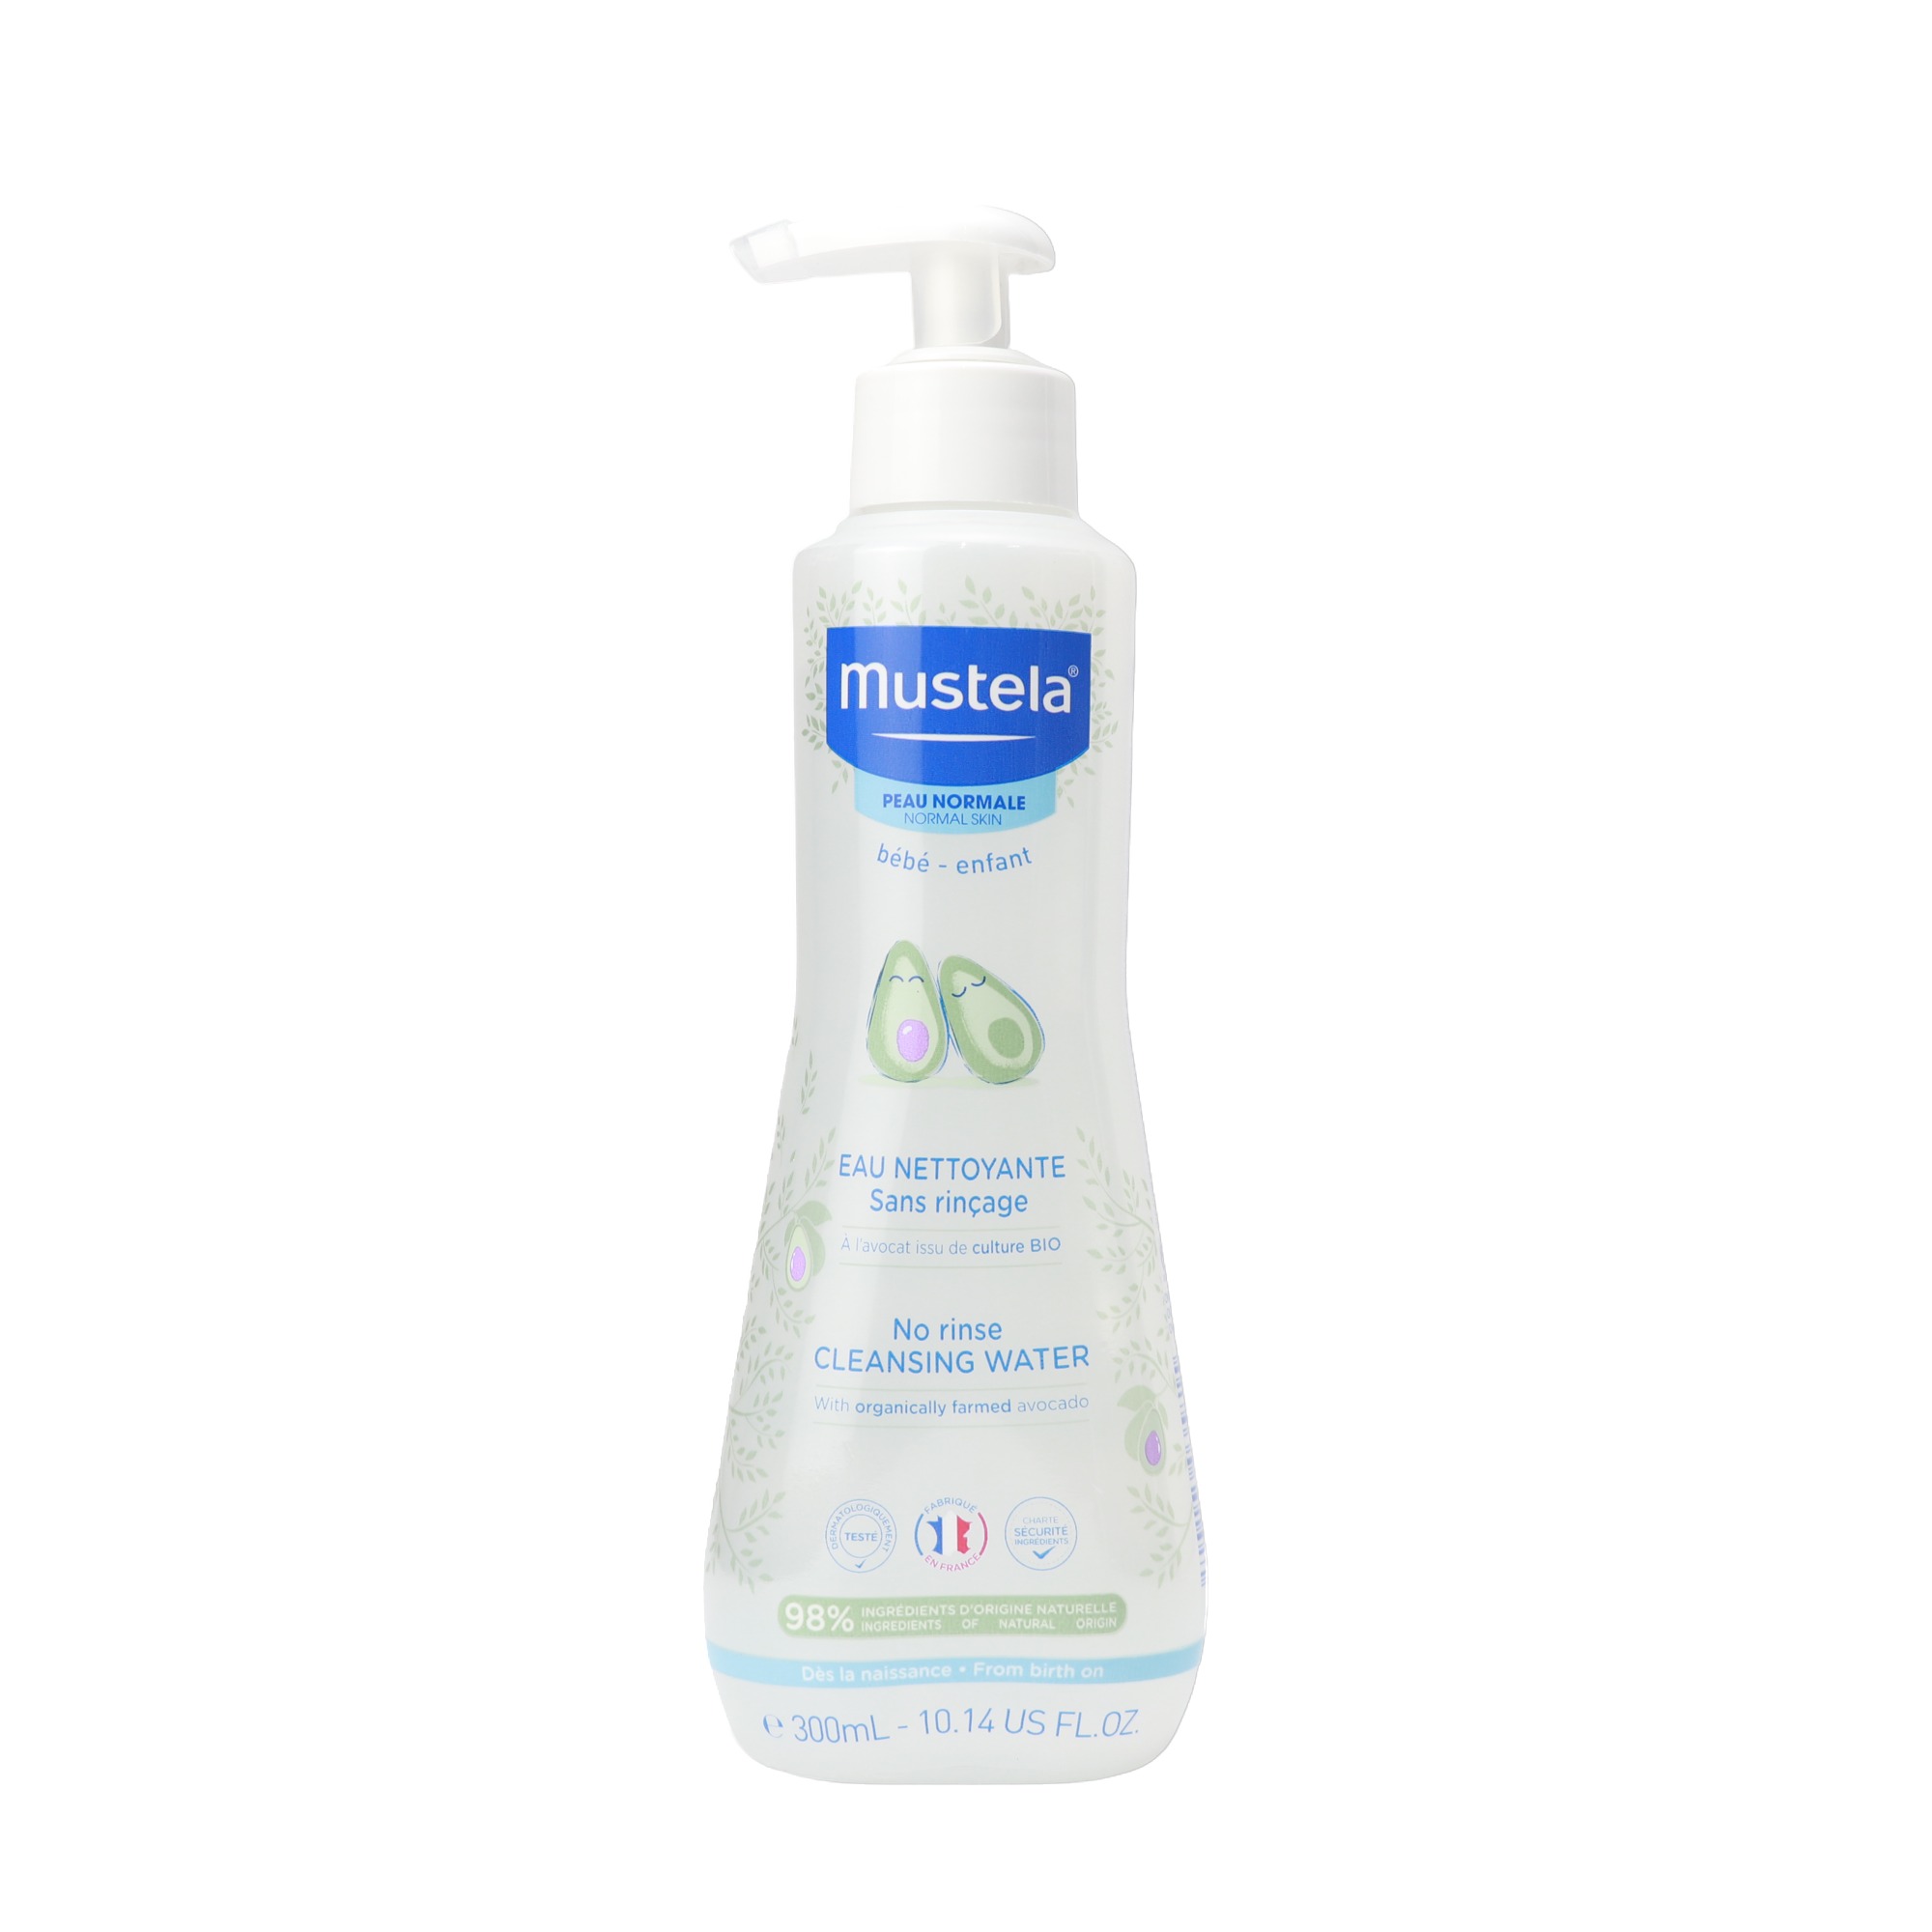 mustela®
PEAU NORMALE
NORMAL SKIN
bébé - enfant
EAU NETTOYANTE
Sans rinçage
À l'avocat issu de culture BIO
No rinse
CLEANSING WATER
With organically farmed avocado
DERMATOLOGIQUEMENT
TESTÉ
FABRIQUÉ
EN FRANCE
CHARTE
SÉCURITÉ
INGRÉDIENTS
98% INGRÉDIENTS D'ORIGINE NATURELLE
INGREDIENTS OF NATURAL ORIGIN
Dès la naissance • From birth on
℮ 300mL - 10.14 US FL.OZ.